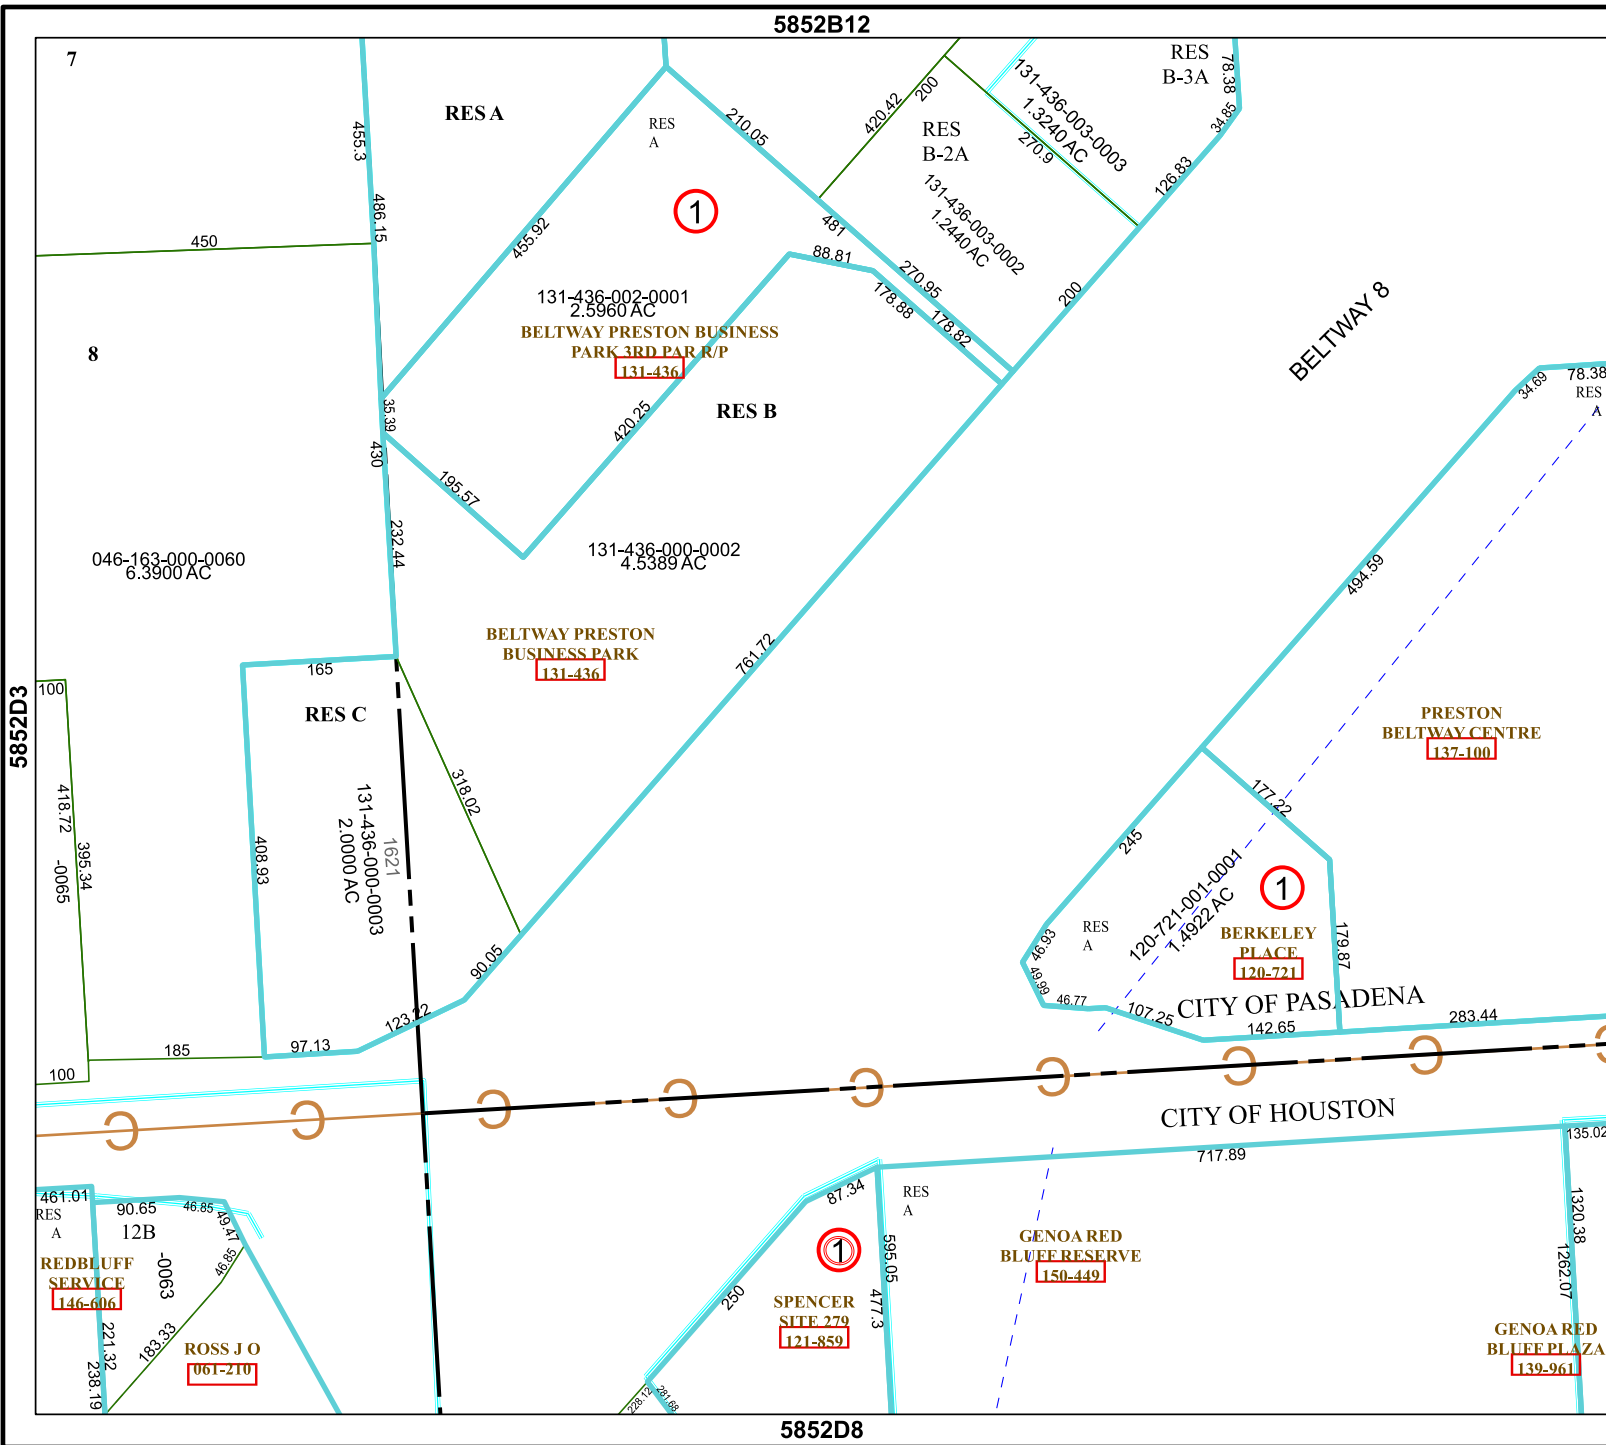 5852B12
7
RES A
RES
A
455.3
486.15
450
455.92
210.05
420.42
200
RES
B-2A
131-436-003-0002
1.2440 AC
131-436-003-0003
1.3240 AC
270.9
RES
B-3A
78.38
34.85
126.83
1
481
88.81
270.95
178.88
178.82
200
131-436-002-0001
2.5960 AC
BELTWAY PRESTON BUSINESS
PARK 3RD PAR R/P
131-436
BELTWAY 8
8
35.39
430
420.25
RES B
195.57
232.44
34.69
78.38
RES
A
046-163-000-0060
6.3900 AC
131-436-000-0002
4.5389 AC
494.59
BELTWAY PRESTON
BUSINESS PARK
131-436
761.72
165
100
RES C
5852D3
PRESTON
BELTWAY CENTRE
137-100
318.02
177.22
418.72
395.34
-0065
408.93
1621
131-436-000-0003
2.0000 AC
245
120-721-001-0001
1.4922 AC
1
RES
A
BERKELEY
PLACE
120-721
179.87
46.93
49.99
46.77
107.25
90.05
123.22
97.13
185
100
CITY OF PASADENA
142.65
283.44
CITY OF HOUSTON
717.89
135.02
461.01
RES
A
90.65
46.85
49.47
12B
-0063
46.85
REDBLUFF
SERVICE
146-606
221.32
238.19
183.33
ROSS J O
061-210
87.34
RES
A
1
250
595.05
477.3
SPENCER
SITE 279
121-859
228.12
281.68
GENOA RED
BLUFF RESERVE
150-449
1320.38
1262.07
GENOA RED
BLUFF PLAZA
139-961
5852D8